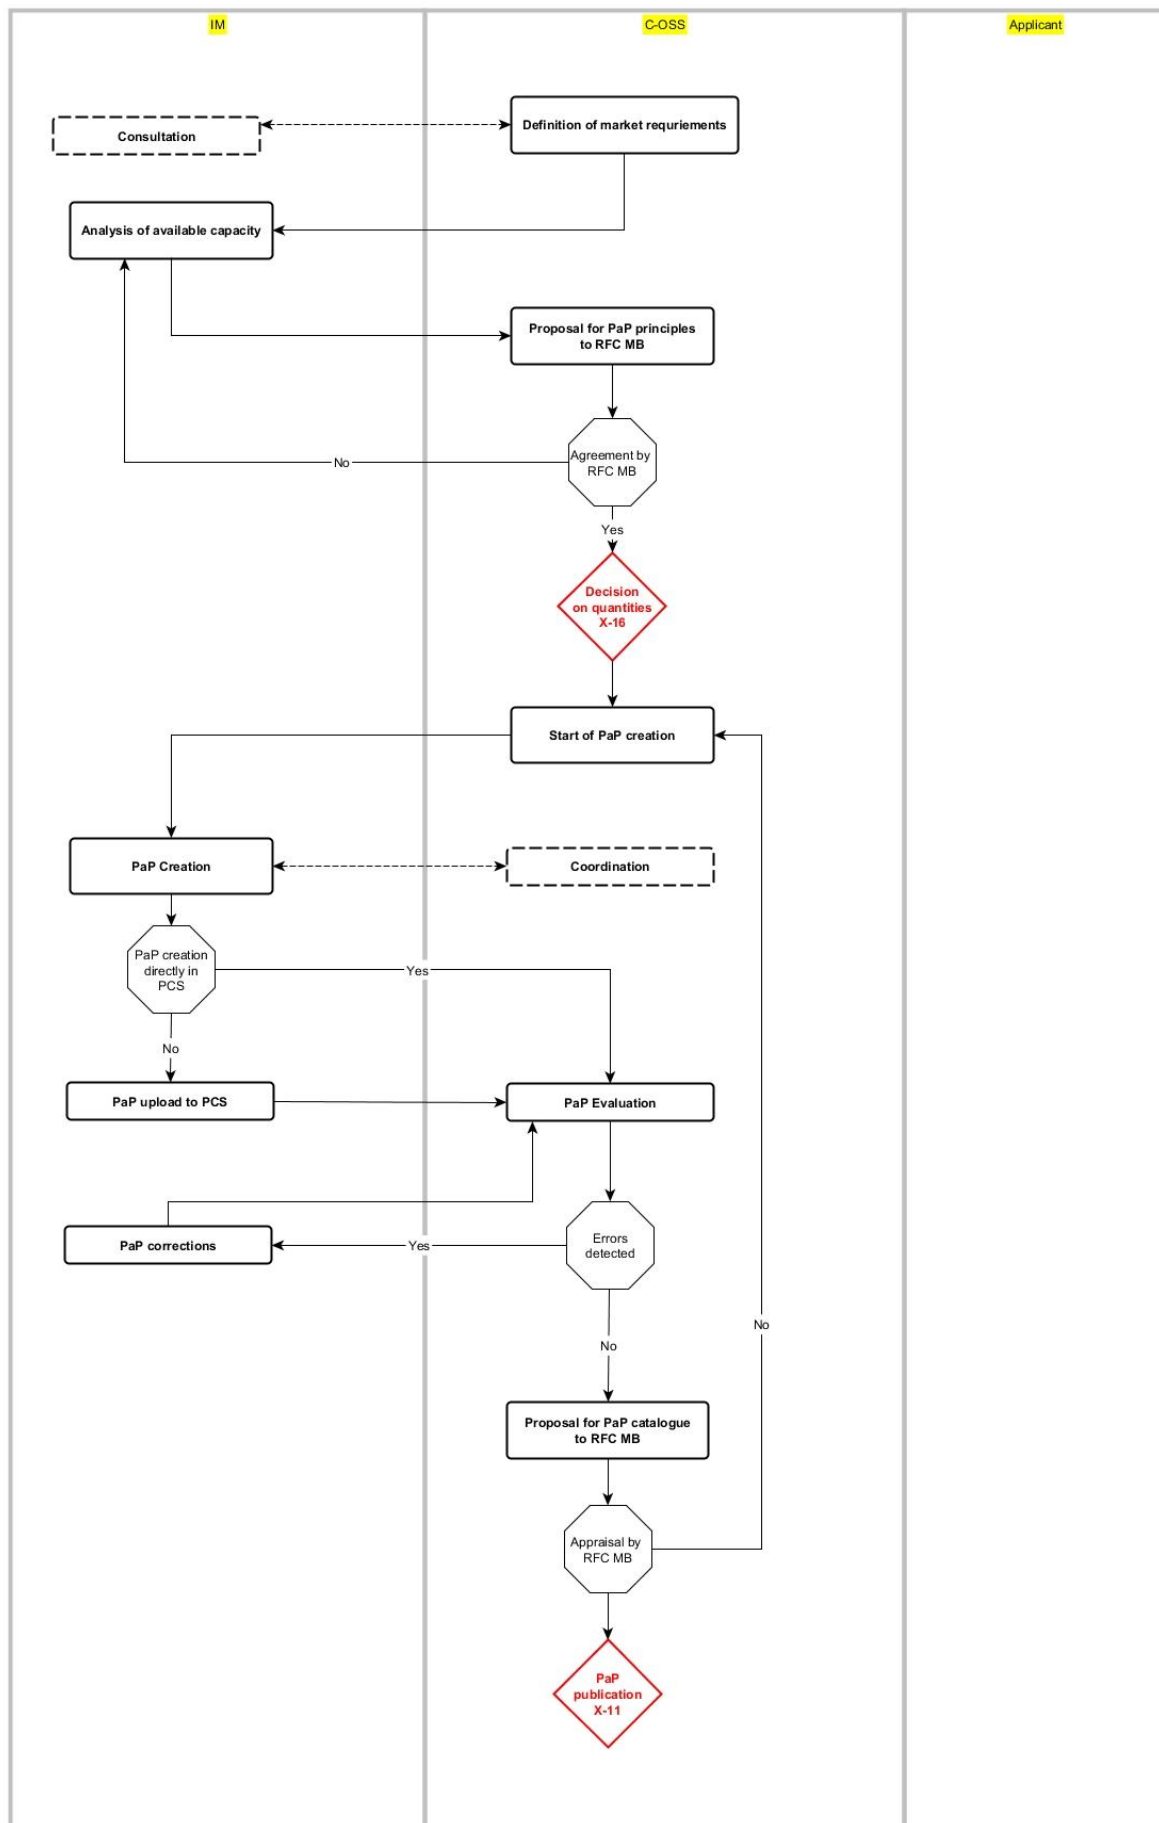 IM
C-OSS
Applicant
Definition of market requriements
Consultation
Analysis of available capacity
Proposal for PaP principles
to RFC MB
Agreement by
RFC MB
No
Yes
Decision
on quantities
X-16
Start of PaP creation
PaP Creation
Coordination
PaP creation
directly in
PCS
Yes
No
PaP upload to PCS
PaP Evaluation
Errors
detected
Yes
PaP corrections
No
No
Proposal for PaP catalogue
to RFC MB
Appraisal by
RFC MB
PaP
publication
X-11